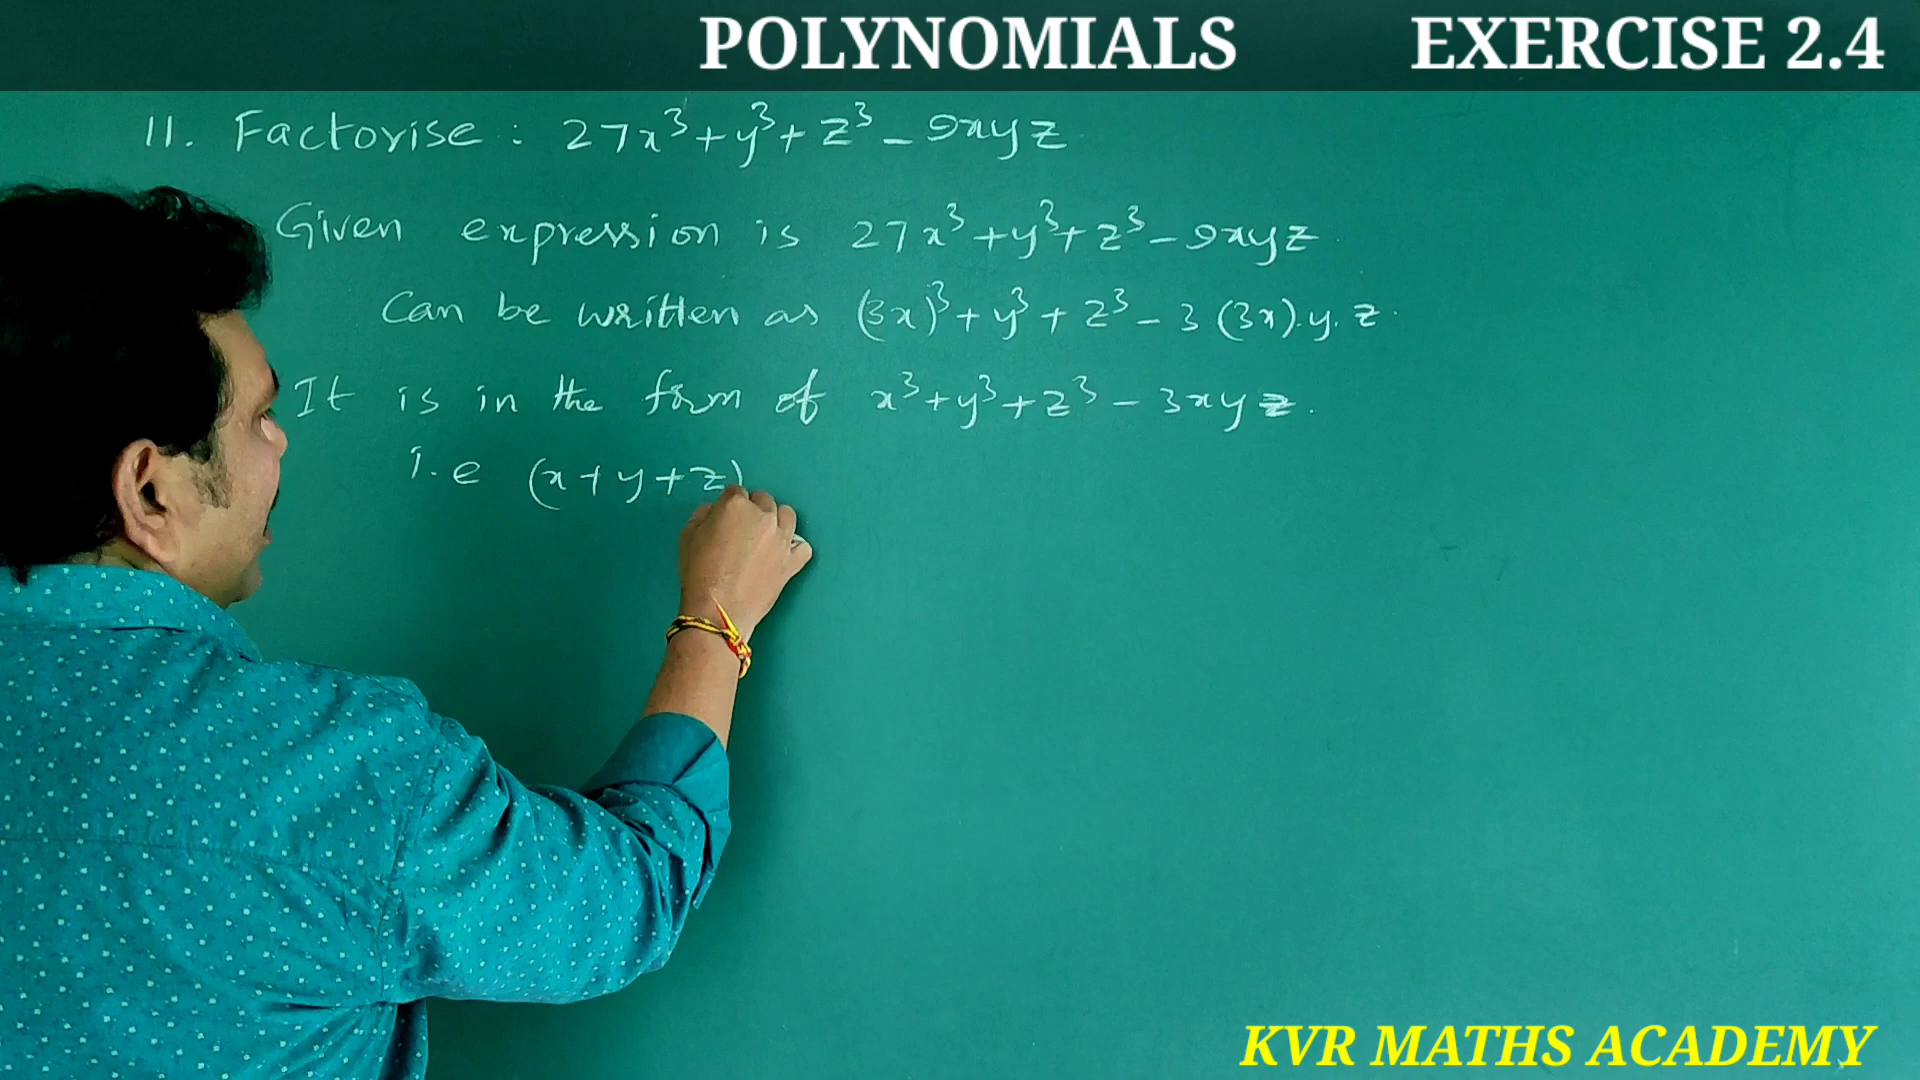 POLYNOMIALS EXERCISE 2.4
11. Factorise : 27x³+y³+z³-9xyz
Given expression is 27x³+y³+z³-9xyz
Can be written as (3x)³+y³+z³-3(3x).y.z.
It is in the form of x³+y³+z³-3xyz.
i.e (x+y+z)
KVR MATHS ACADEMY